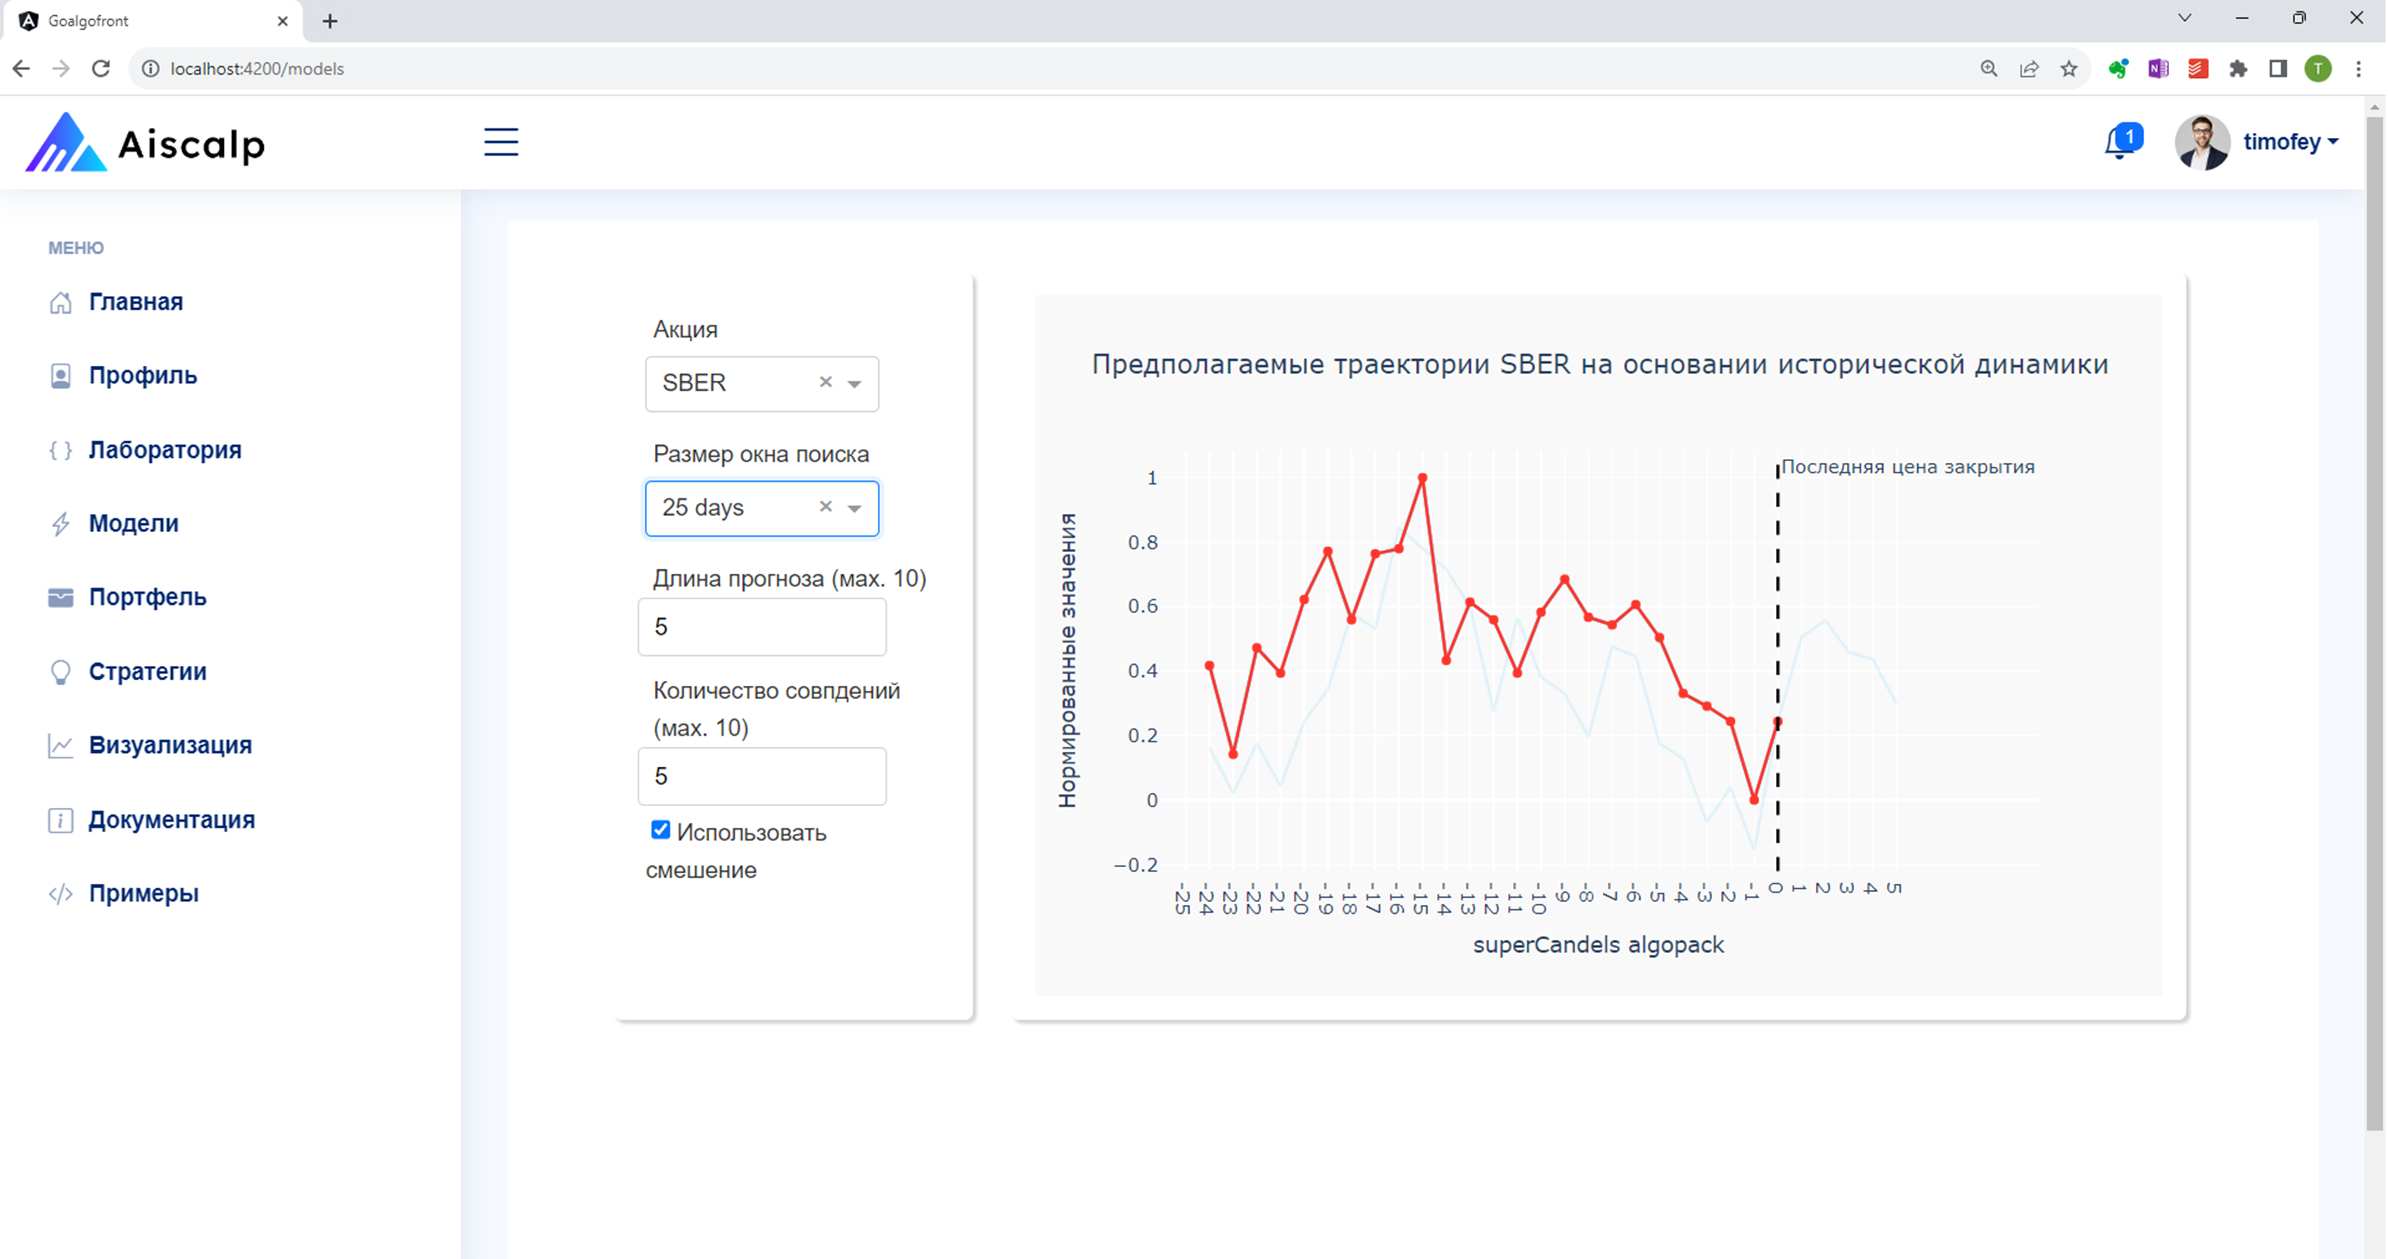 Goalgofront
localhost:4200/models
T
Aiscalp
1
timofey
МЕНЮ
Главная
Профиль
Лаборатория
Модели
Портфель
Стратегии
Визуализация
Документация
Примеры
Акция
SBER
Размер окна поиска
25 days
Длина прогноза (мах. 10)
5
Количество совпдений
(мах. 10)
5
Использовать
смешение
Предполагаемые траектории SBER на основании исторической динамики
Последняя цена закрытия
Нормированные значения
1
0.8
0.6
0.4
0.2
0
−0.2
-25 -24 -23 -22 -21 -20 -19 -18 -17 -16 -15 -14 -13 -12 -11 -10 -9 -8 -7 -6 -5 -4 -3 -2 -1 0 1 2 3 4 5
superCandels algopack